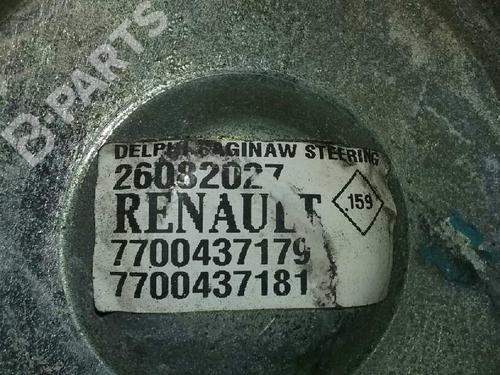 B-PARTS
DELPHI SAGINAW STEERING
26082027
RENAULT
.159
7700437179
7700437181